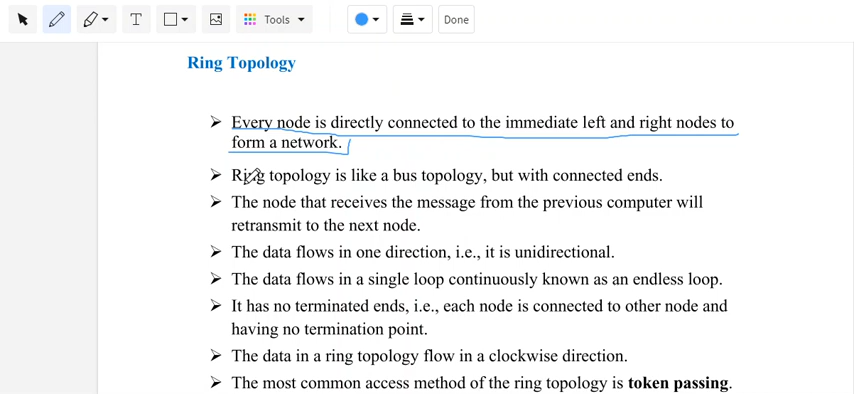 Tools
Done
Ring Topology
➢ Every node is directly connected to the immediate left and right nodes to
form a network.
➢ Ring topology is like a bus topology, but with connected ends.
➢ The node that receives the message from the previous computer will
retransmit to the next node.
➢ The data flows in one direction, i.e., it is unidirectional.
➢ The data flows in a single loop continuously known as an endless loop.
➢ It has no terminated ends, i.e., each node is connected to other node and
having no termination point.
➢ The data in a ring topology flow in a clockwise direction.
➢ The most common access method of the ring topology is token passing.